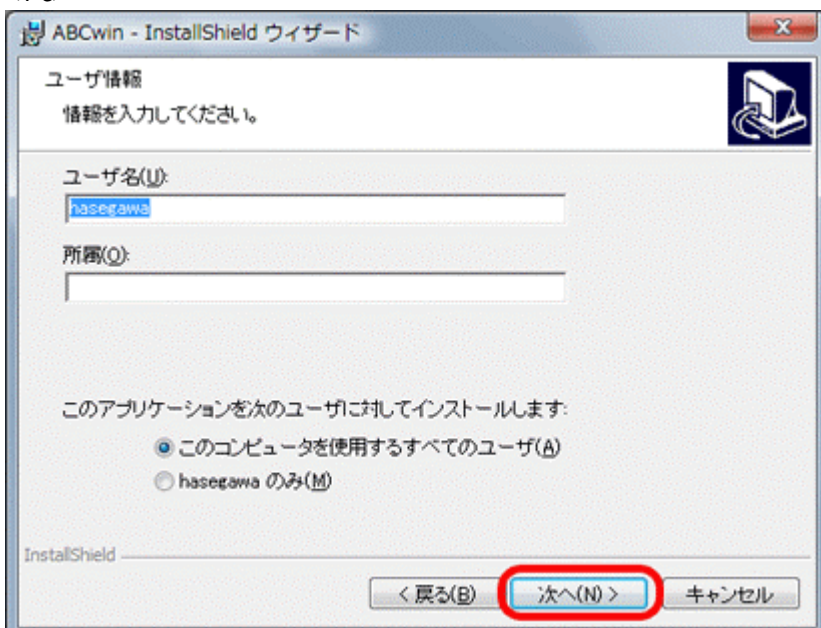 ABCwin - InstallShield ウィザード
ユーザ情報
情報を入力してください。
ユーザ名(U):
hasegawa
所属(O):
このアプリケーションを次のユーザに対してインストールします:
このコンピュータを使用するすべてのユーザ(A)
hasegawa のみ(M)
InstallShield
< 戻る(B)
次へ(N) >
キャンセル